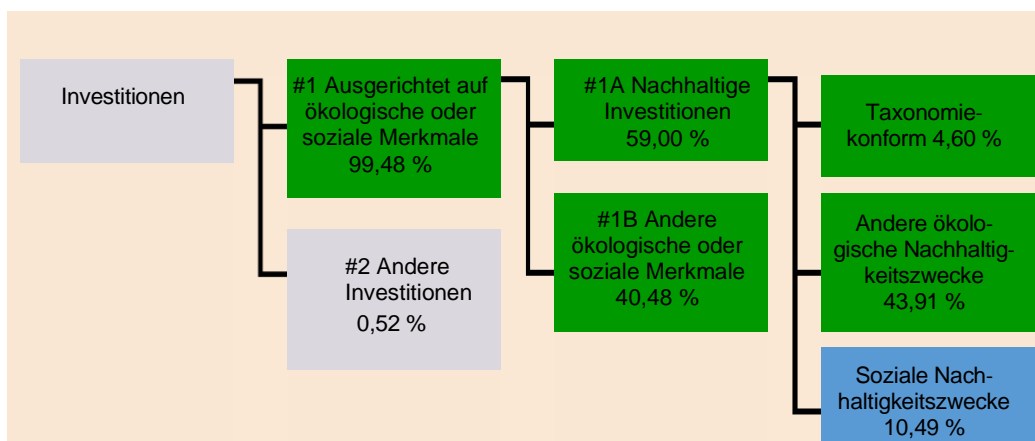 Investitionen
#1 Ausgerichtet auf
ökologische oder
soziale Merkmale
99,48 %
#2 Andere
Investitionen
0,52 %
#1A Nachhaltige
Investitionen
59,00 %
#1B Andere
ökologische oder
soziale Merkmale
40,48 %
Taxonomie-
konform 4,60 %
Andere ökolo-
gische Nachhaltig-
keitszwecke
43,91 %
Soziale Nach-
haltigkeitszwecke
10,49 %